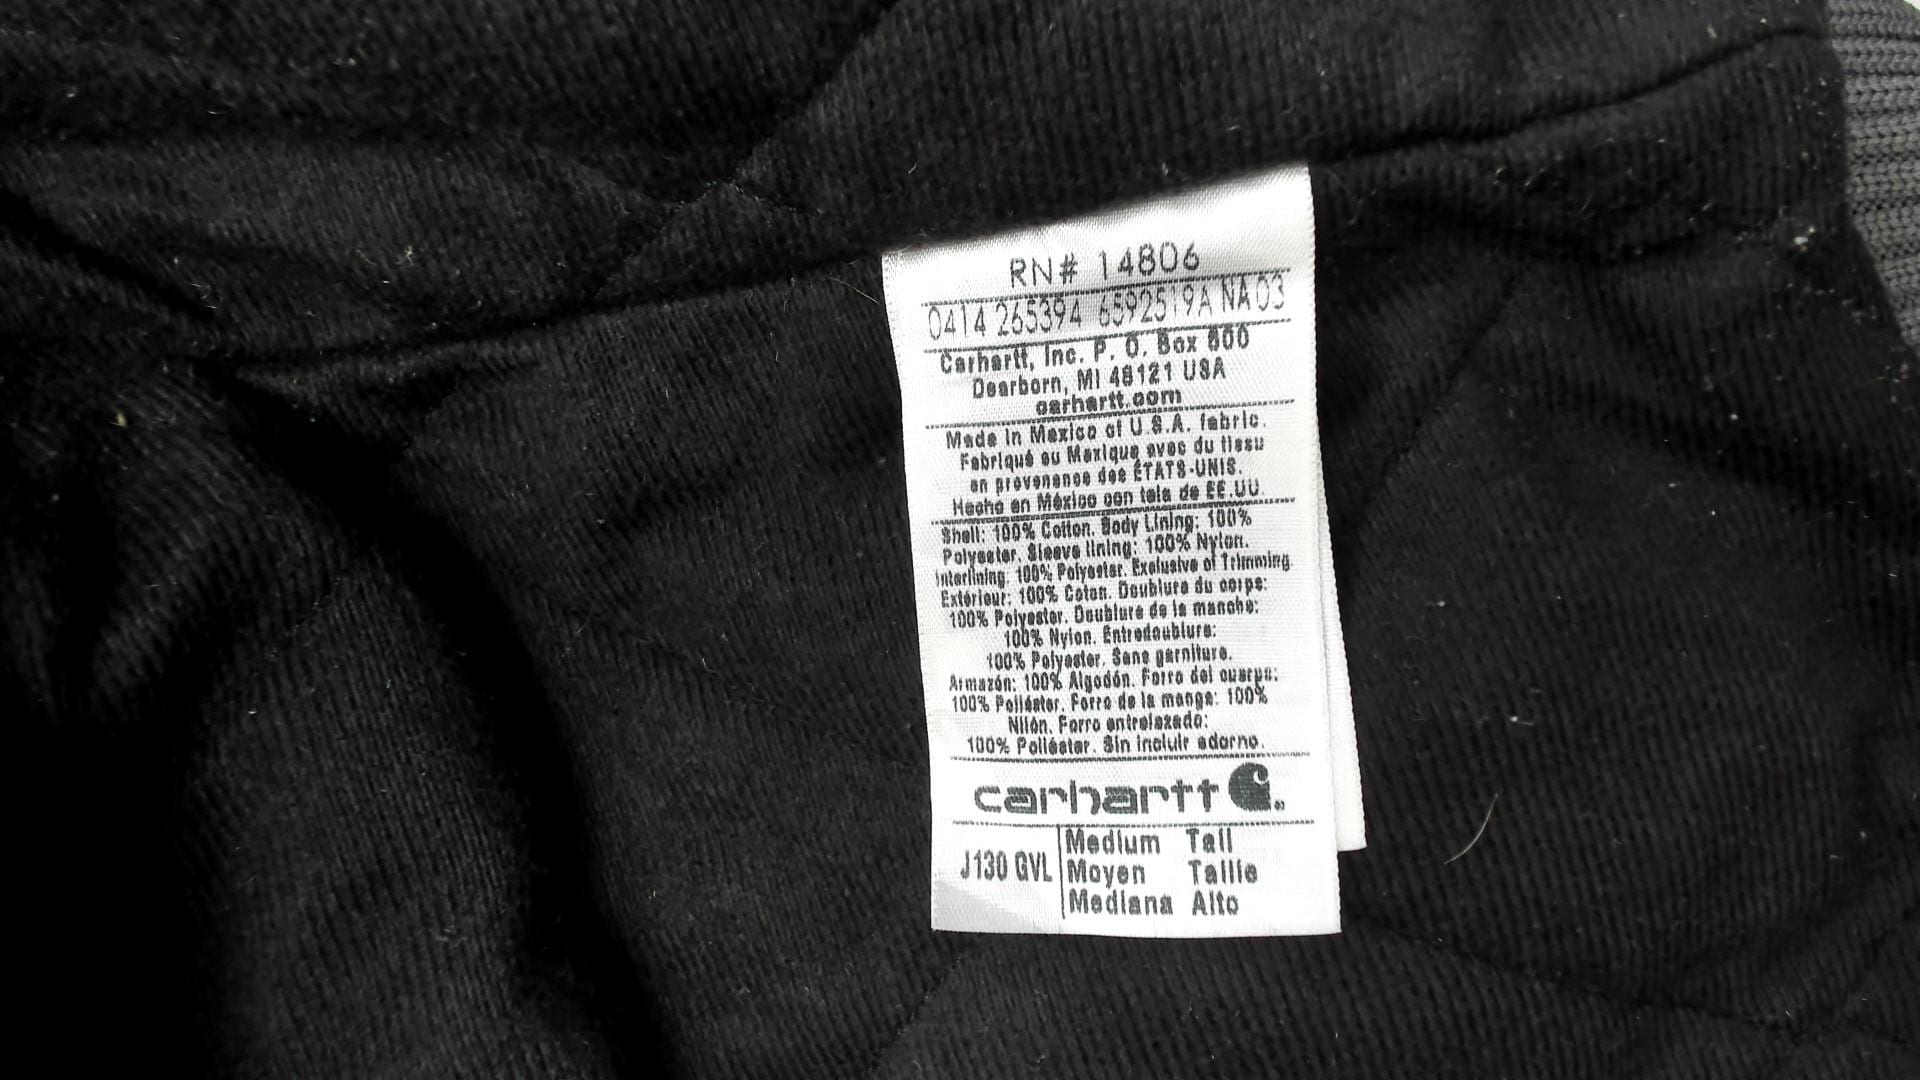 RN# 14806
0414 265394 6592519A NA03
Carhartt, Inc. P. O. Box 600
Dearborn, MI 48121 USA
carhartt.com
Made in Mexico of U.S.A. fabric.
Fabriqué au Mexique avec du tissu
en provenance des ÉTATS-UNIS.
Hecho en México con tela de EE.UU.
Shell: 100% Cotton. Body Lining: 100%
Polyester. Sleeve lining: 100% Nylon.
Interlining: 100% Polyester. Exclusive of Trimming.
Extérieur: 100% Coton. Doublure du corps:
100% Polyester. Doublure de la manche:
100% Nylon. Entredoublure:
100% Polyester. Sans garniture.
Armazón: 100% Algodón. Forro del cuerpo:
100% Poliéster. Forro de la manga: 100%
Nilón. Forro entrelazado:
100% Poliéster. Sin incluir adorno.
carhartt
J130 GVL
Medium Tall
Moyen Taille
Mediana Alto